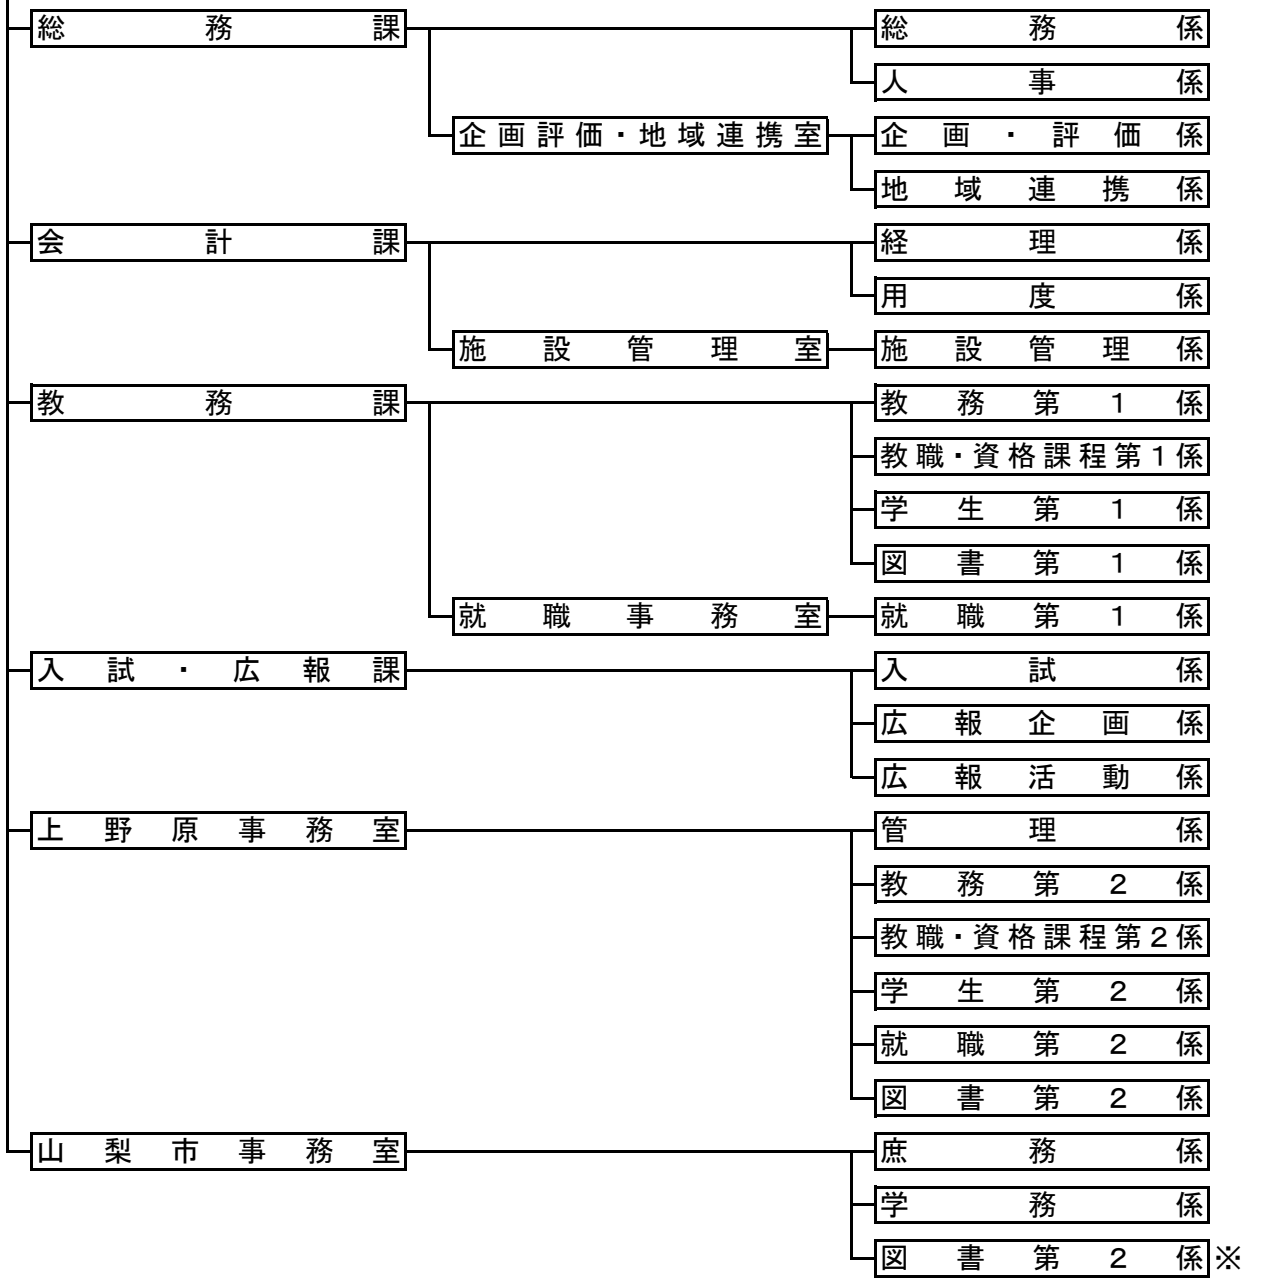 総務課 総務係
人事係
企画評価・地域連携室 企画・評価係
地域連携係
会計課 経理係
用度係
施設管理室 施設管理係
教務課 教務第１係
教職・資格課程第１係
学生第１係
図書第１係
就職事務室 就職第１係
入試・広報課 入試係
広報企画係
広報活動係
上野原事務室 管理係
教務第２係
教職・資格課程第２係
学生第２係
就職第２係
図書第２係
山梨市事務室 庶務係
学務係
図書第２係※